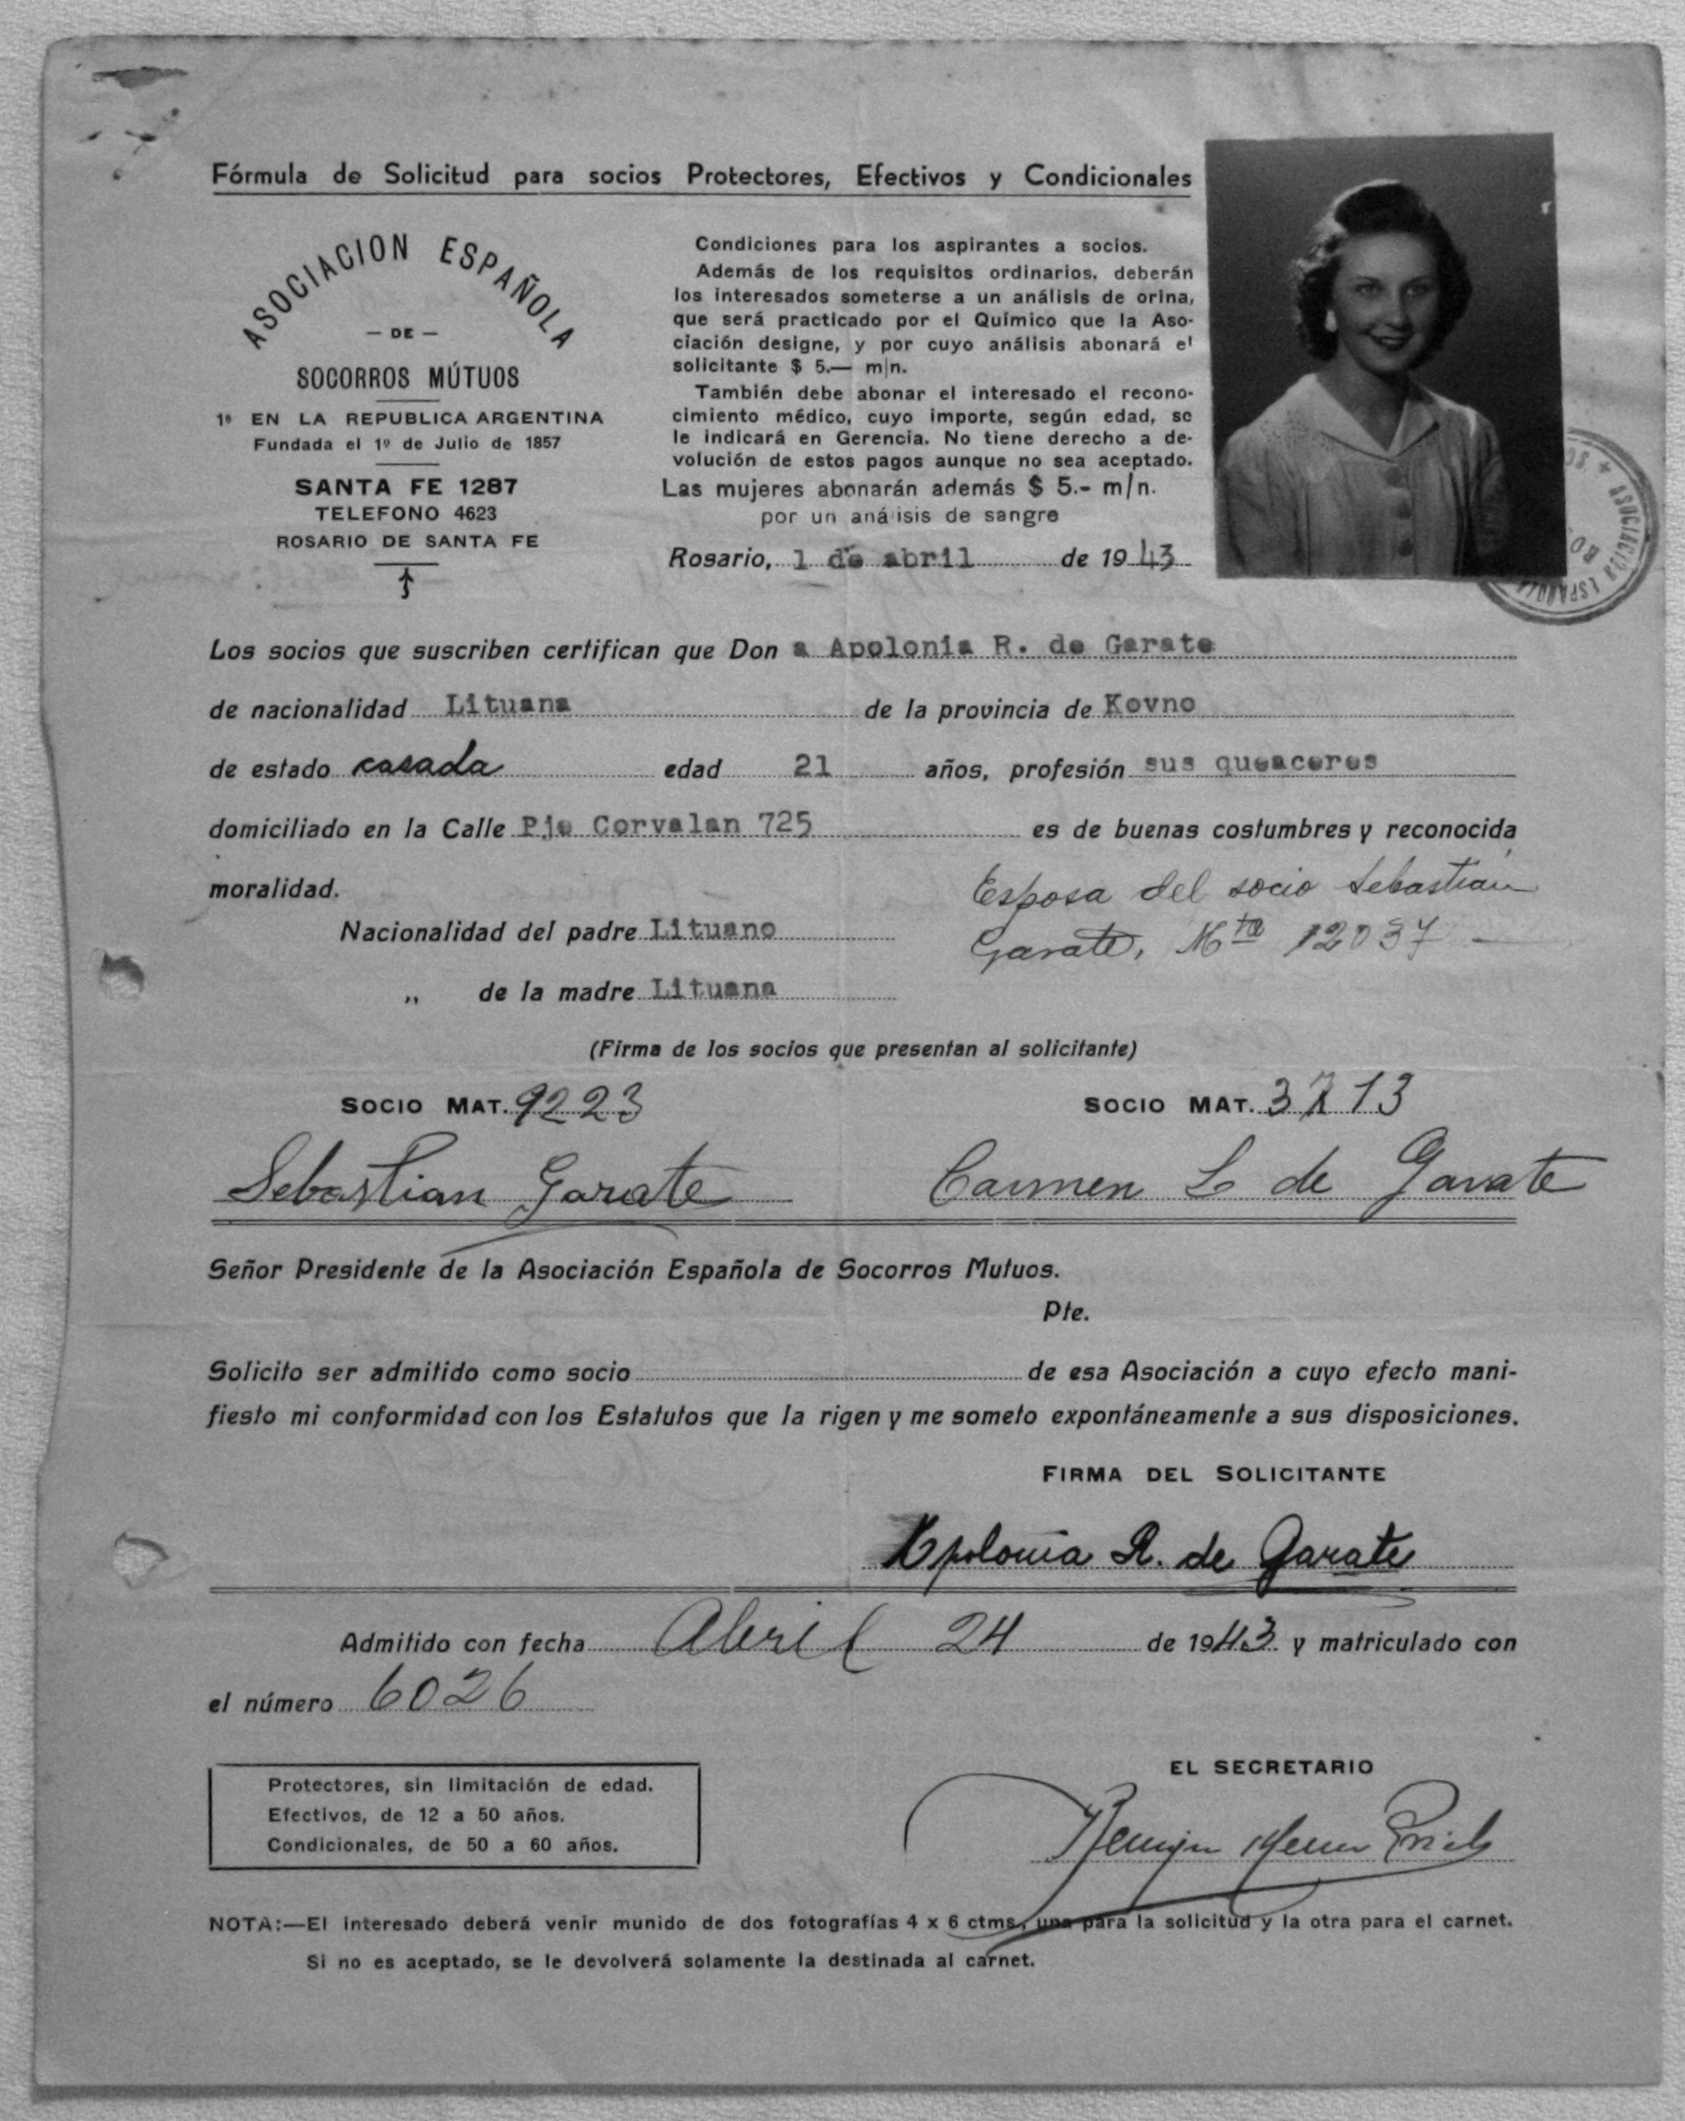 Fórmula de Solicitud para socios Protectores, Efectivos y Condicionales
ASOCIACION ESPAÑOLA
— DE —
SOCORROS MÚTUOS
1º EN LA REPUBLICA ARGENTINA
Fundada el 1º de Julio de 1857
SANTA FE 1287
TELEFONO 4623
ROSARIO DE SANTA FE
Condiciones para los aspirantes a socios.
Además de los requisitos ordinarios, deberán
los interesados someterse a un análisis de orina,
que será practicado por el Químico que la Aso-
ciación designe, y por cuyo análisis abonará el
solicitante $ 5.— m|n.
También debe abonar el interesado el recono-
cimiento médico, cuyo importe, según edad, se
le indicará en Gerencia. No tiene derecho a de-
volución de estos pagos aunque no sea aceptado.
Las mujeres abonarán además $ 5.- m/n.
por un análisis de sangre
Rosario, 1 de abril de 1943
ASOCIACION ESPAÑOLA
Los socios que suscriben certifican que Don a Apolonia R. de Garate
de nacionalidad Lituana de la provincia de Kovno
de estado casada edad 21 años, profesión sus queaceres
domiciliado en la Calle Pje Corvalan 725 es de buenas costumbres y reconocida
moralidad.
Esposa del socio Sebastián
Garate, Mta 12037 —
Nacionalidad del padre Lituano
„ de la madre Lituana
(Firma de los socios que presentan al solicitante)
SOCIO MAT. 9223
SOCIO MAT. 3713
Sebastian Garate
Carmen L de Garate
Señor Presidente de la Asociación Española de Socorros Mutuos.
Pte.
Solicito ser admitido como socio de esa Asociación a cuyo efecto mani-
fiesto mi conformidad con los Estatutos que la rigen y me someto expontáneamente a sus disposiciones.
FIRMA DEL SOLICITANTE
Apolonia R. de Garate
Admitido con fecha Abril 24 de 1943 y matriculado con
el número 6026
Protectores, sin limitación de edad.
Efectivos, de 12 a 50 años.
Condicionales, de 50 a 60 años.
EL SECRETARIO
NOTA:—El interesado deberá venir munido de dos fotografías 4 x 6 ctms., una para la solicitud y la otra para el carnet.
Si no es aceptado, se le devolverá solamente la destinada al carnet.